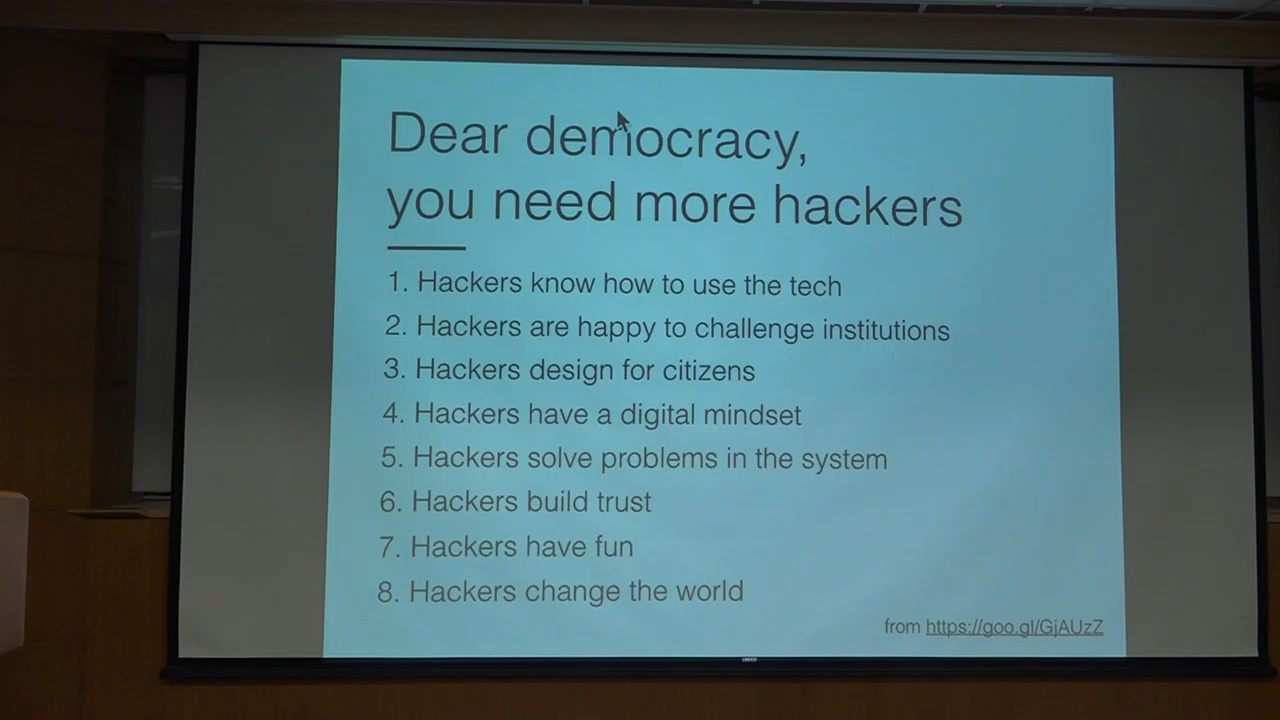 Dear democracy,
you need more hackers
1. Hackers know how to use the tech
2. Hackers are happy to challenge institutions
3. Hackers design for citizens
4. Hackers have a digital mindset
5. Hackers solve problems in the system
6. Hackers build trust
7. Hackers have fun
8. Hackers change the world
from https://goo.gl/GjAUzZ